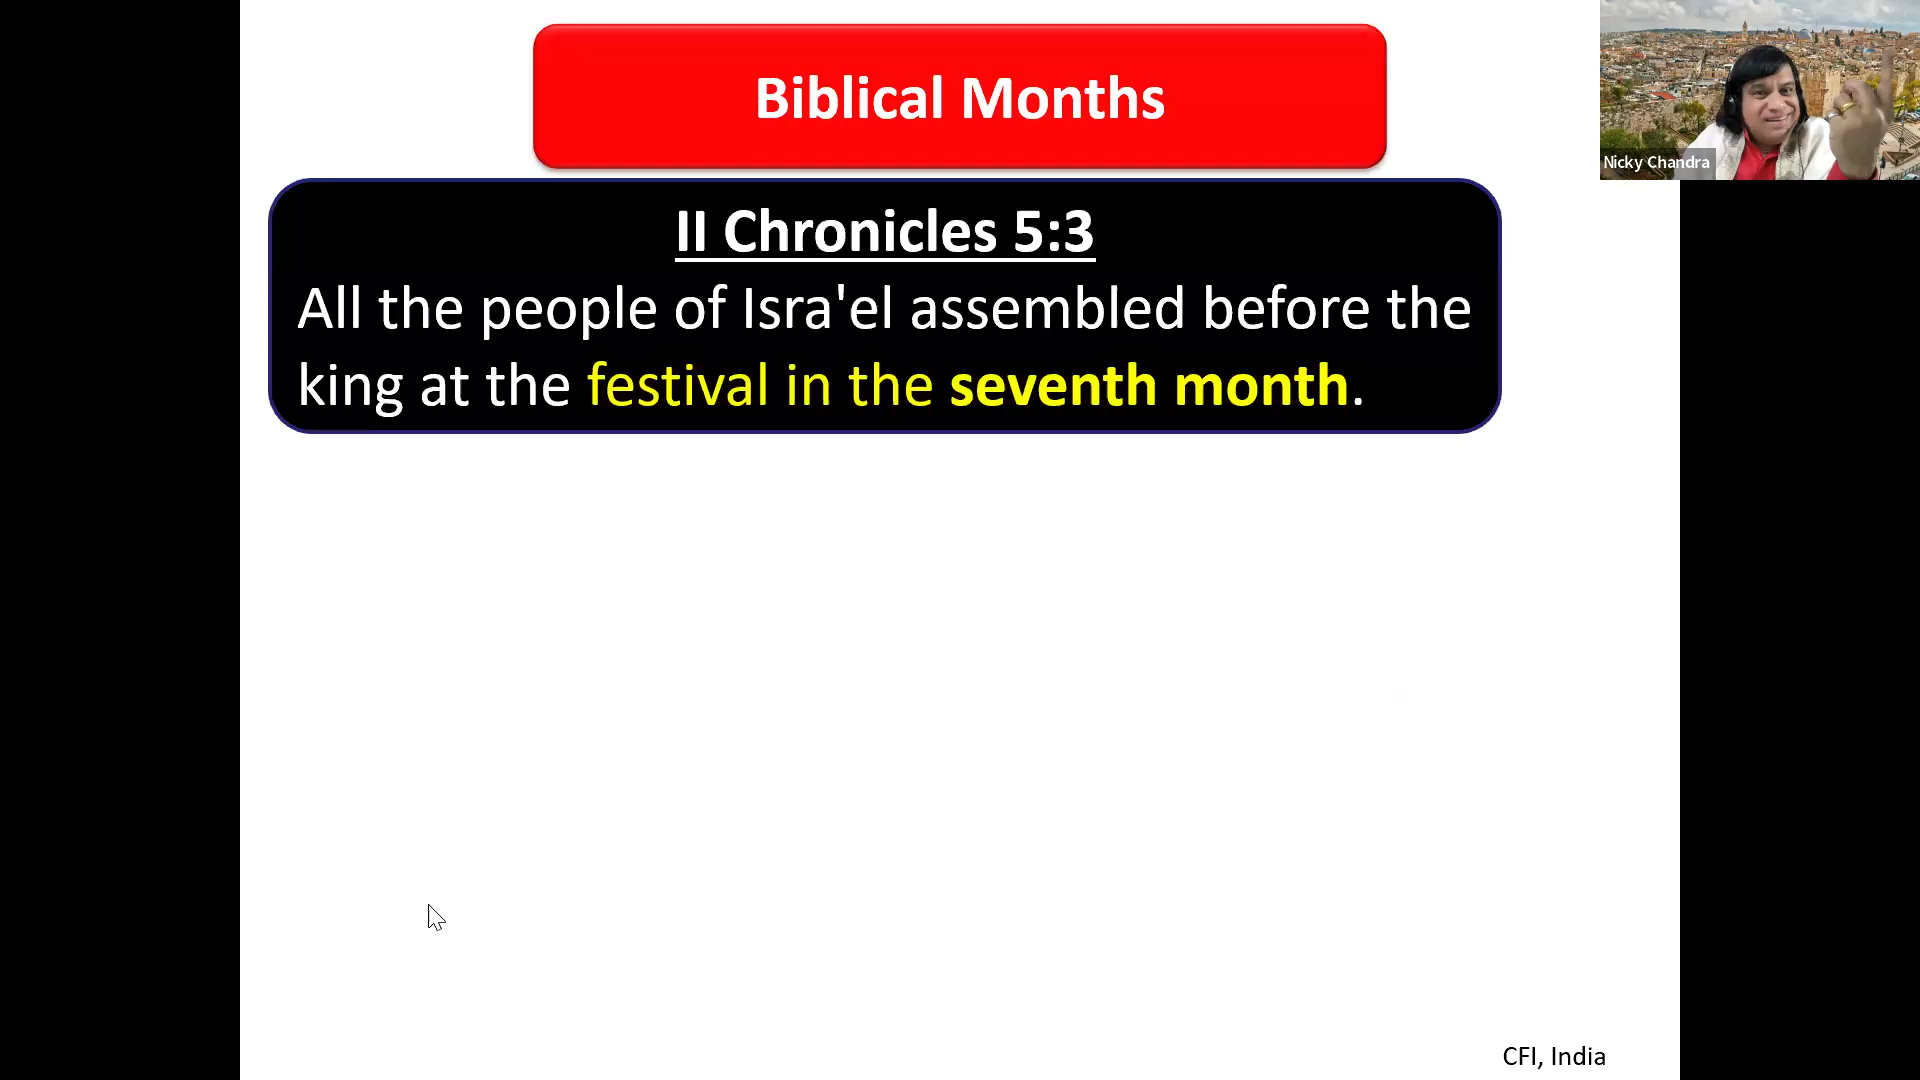 Biblical Months
Nicky Chandra
II Chronicles 5:3
All the people of Isra'el assembled before the
king at the festival in the seventh month.
CFI, India